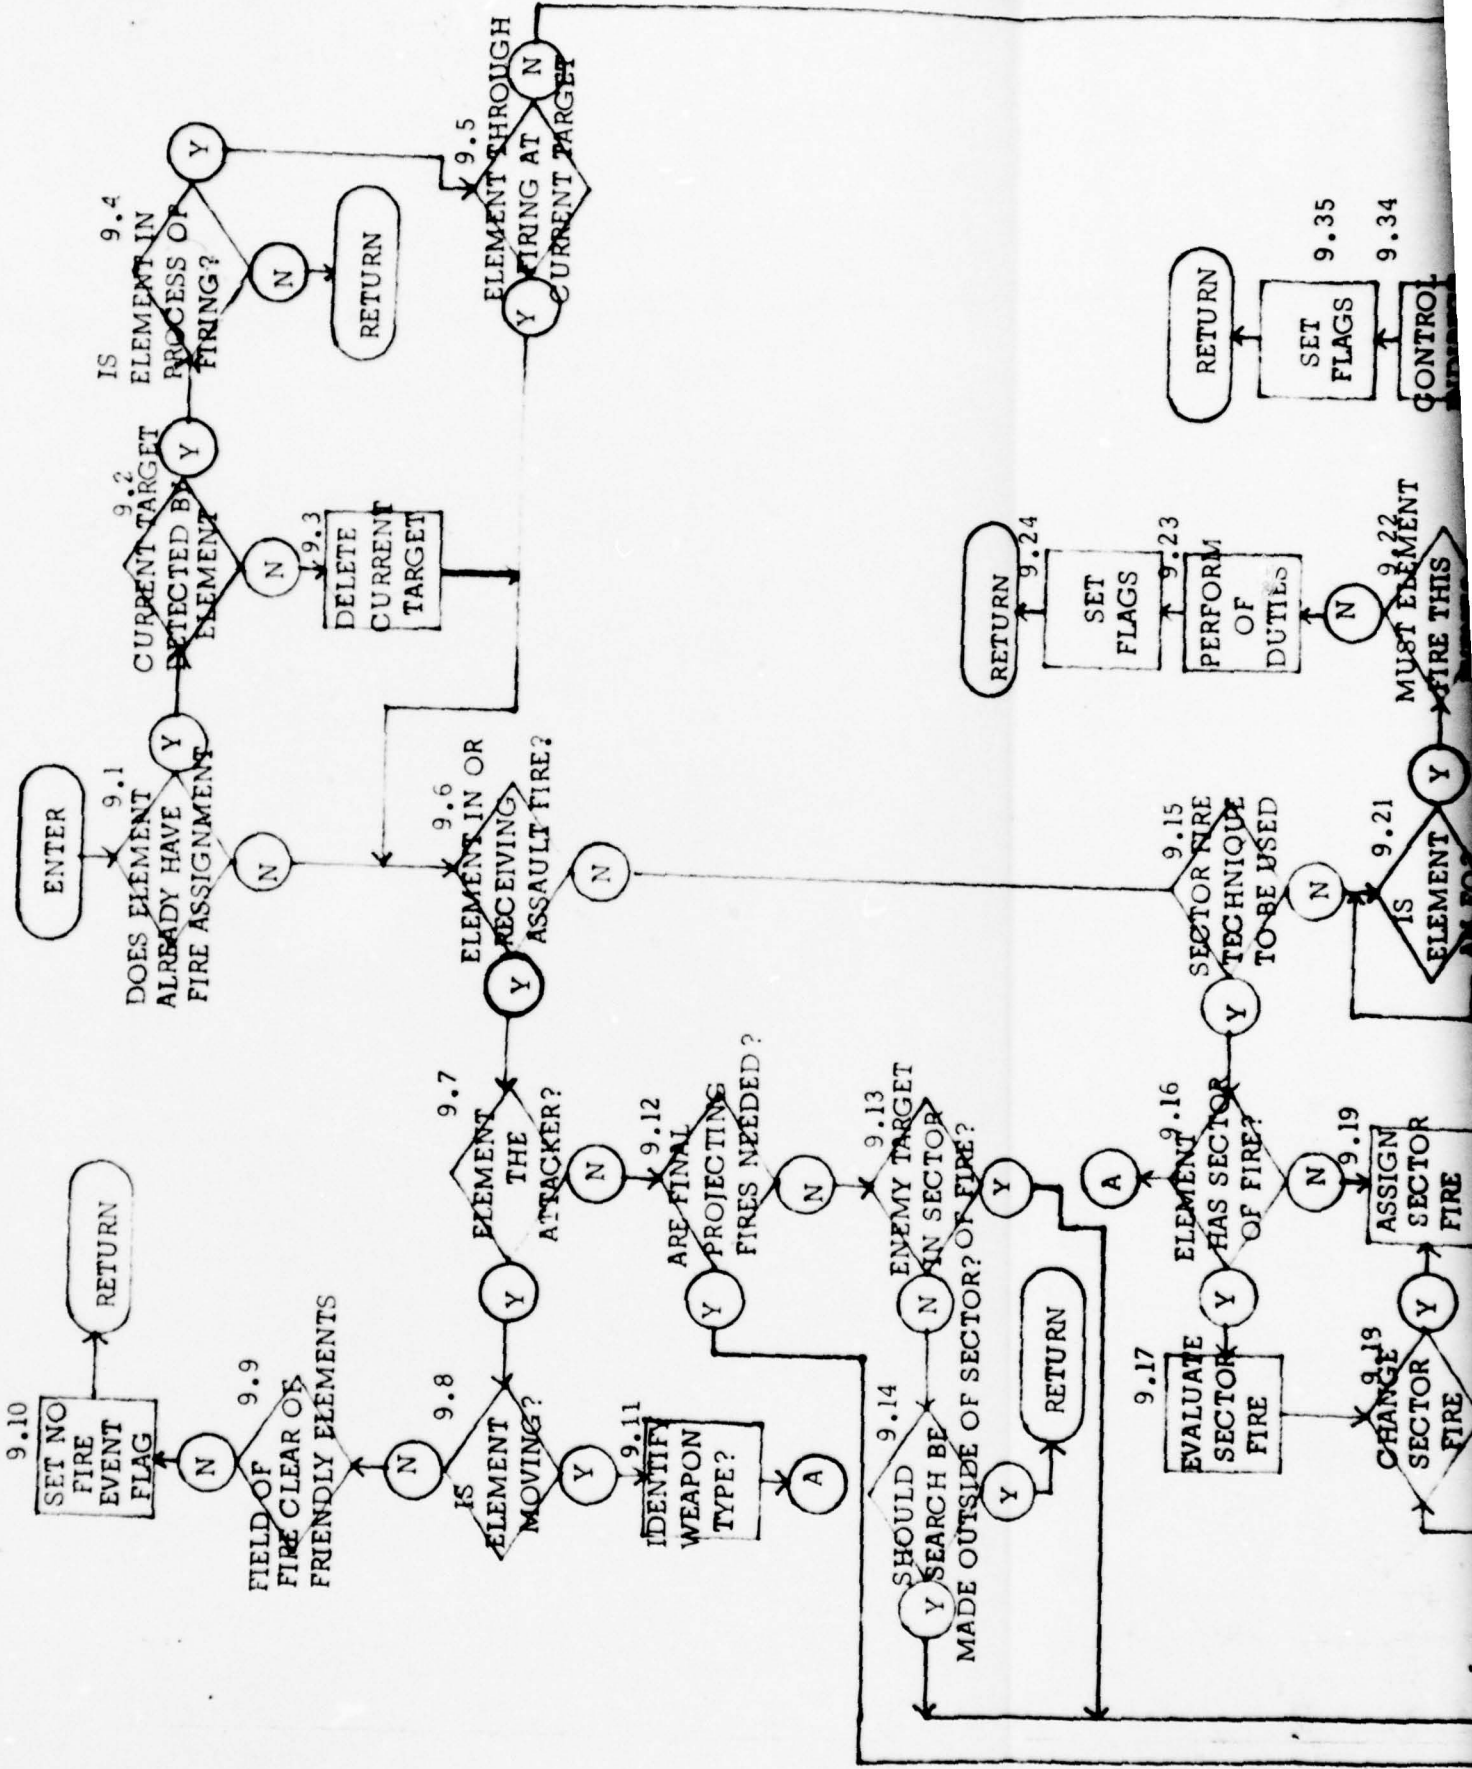 ENTER
9.1
DOES ELEMENT
ALREADY HAVE
FIRE ASSIGNMENT
Y
N
9.2
CURRENT TARGET
DETECTED BY
ELEMENT
Y
N
9.3
DELETE
CURRENT
TARGET
9.4
IS
ELEMENT IN
PROCESS OF
FIRING?
Y
N
RETURN
9.5
ELEMENT THROUGH
FIRING AT
CURRENT TARGET
N
Y
9.6
ELEMENT IN OR
RECEIVING
ASSAULT FIRE?
Y
N
9.7
ELEMENT
THE
ATTACKER?
Y
N
9.8
IS
ELEMENT
MOVING?
N
Y
9.9
FIELD OF
FIRE CLEAR OF
FRIENDLY ELEMENTS
N
9.10
SET NO
FIRE
EVENT
FLAG
RETURN
9.11
IDENTIFY
WEAPON
TYPE?
A
9.12
ARE FINAL
PROJECTING
FIRES NEEDED?
Y
N
9.13
ENEMY TARGET
IN SECTOR
OF FIRE?
N
Y
9.14
SHOULD
SEARCH BE
MADE OUTSIDE OF SECTOR?
Y
Y
RETURN
9.15
SECTOR FIRE
TECHNIQUE
TO BE USED
Y
N
9.16
ELEMENT
HAS SECTOR
OF FIRE?
A
Y
N
9.17
EVALUATE
SECTOR
FIRE
9.19
ASSIGN
SECTOR
FIRE
CHANGE
SECTOR
FIRE
Y
9.21
IS
ELEMENT
Y
9.22
MUST ELEMENT
FIRE THIS
N
9.23
PERFORM
OF
DUTIES
9.24
SET
FLAGS
RETURN
9.34
CONTROL
9.35
SET
FLAGS
RETURN